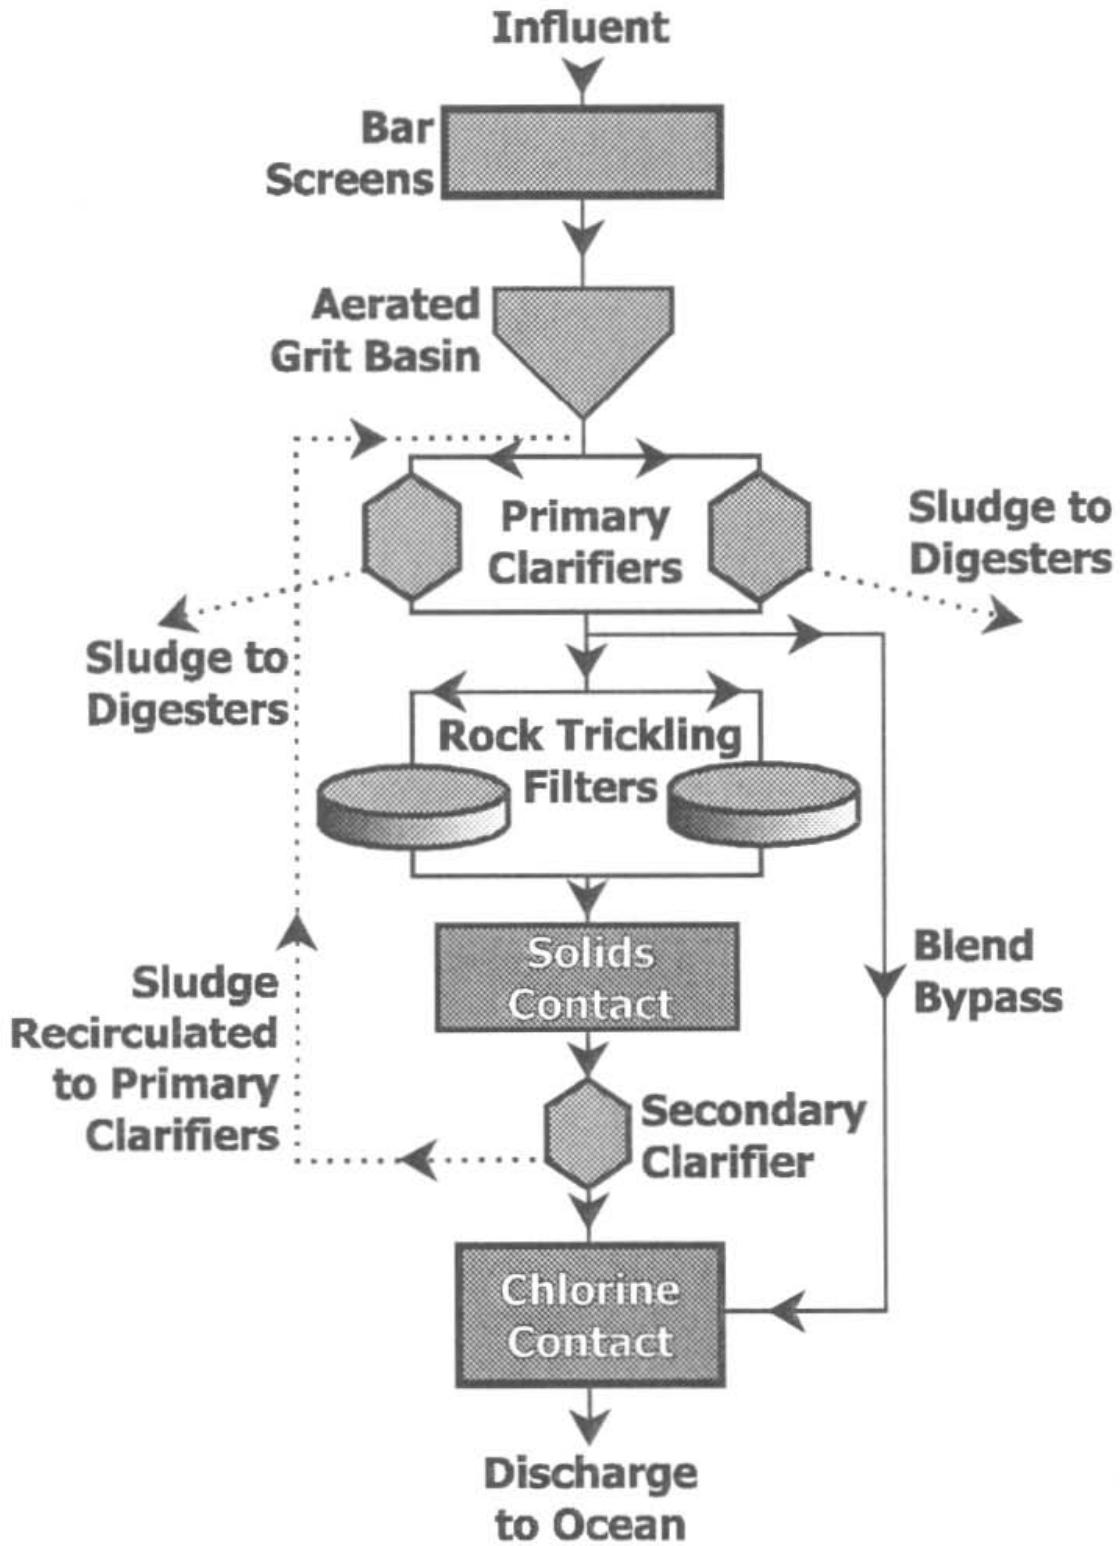 Influent
Bar
Screens
Aerated
Grit Basin
Primary
Clarifiers
Sludge to
Digesters
Sludge to
Digesters
Rock Trickling
Filters
Solids
Contact
Blend
Bypass
Sludge
Recirculated
to Primary
Clarifiers
Secondary
Clarifier
Chlorine
Contact
Discharge
to Ocean